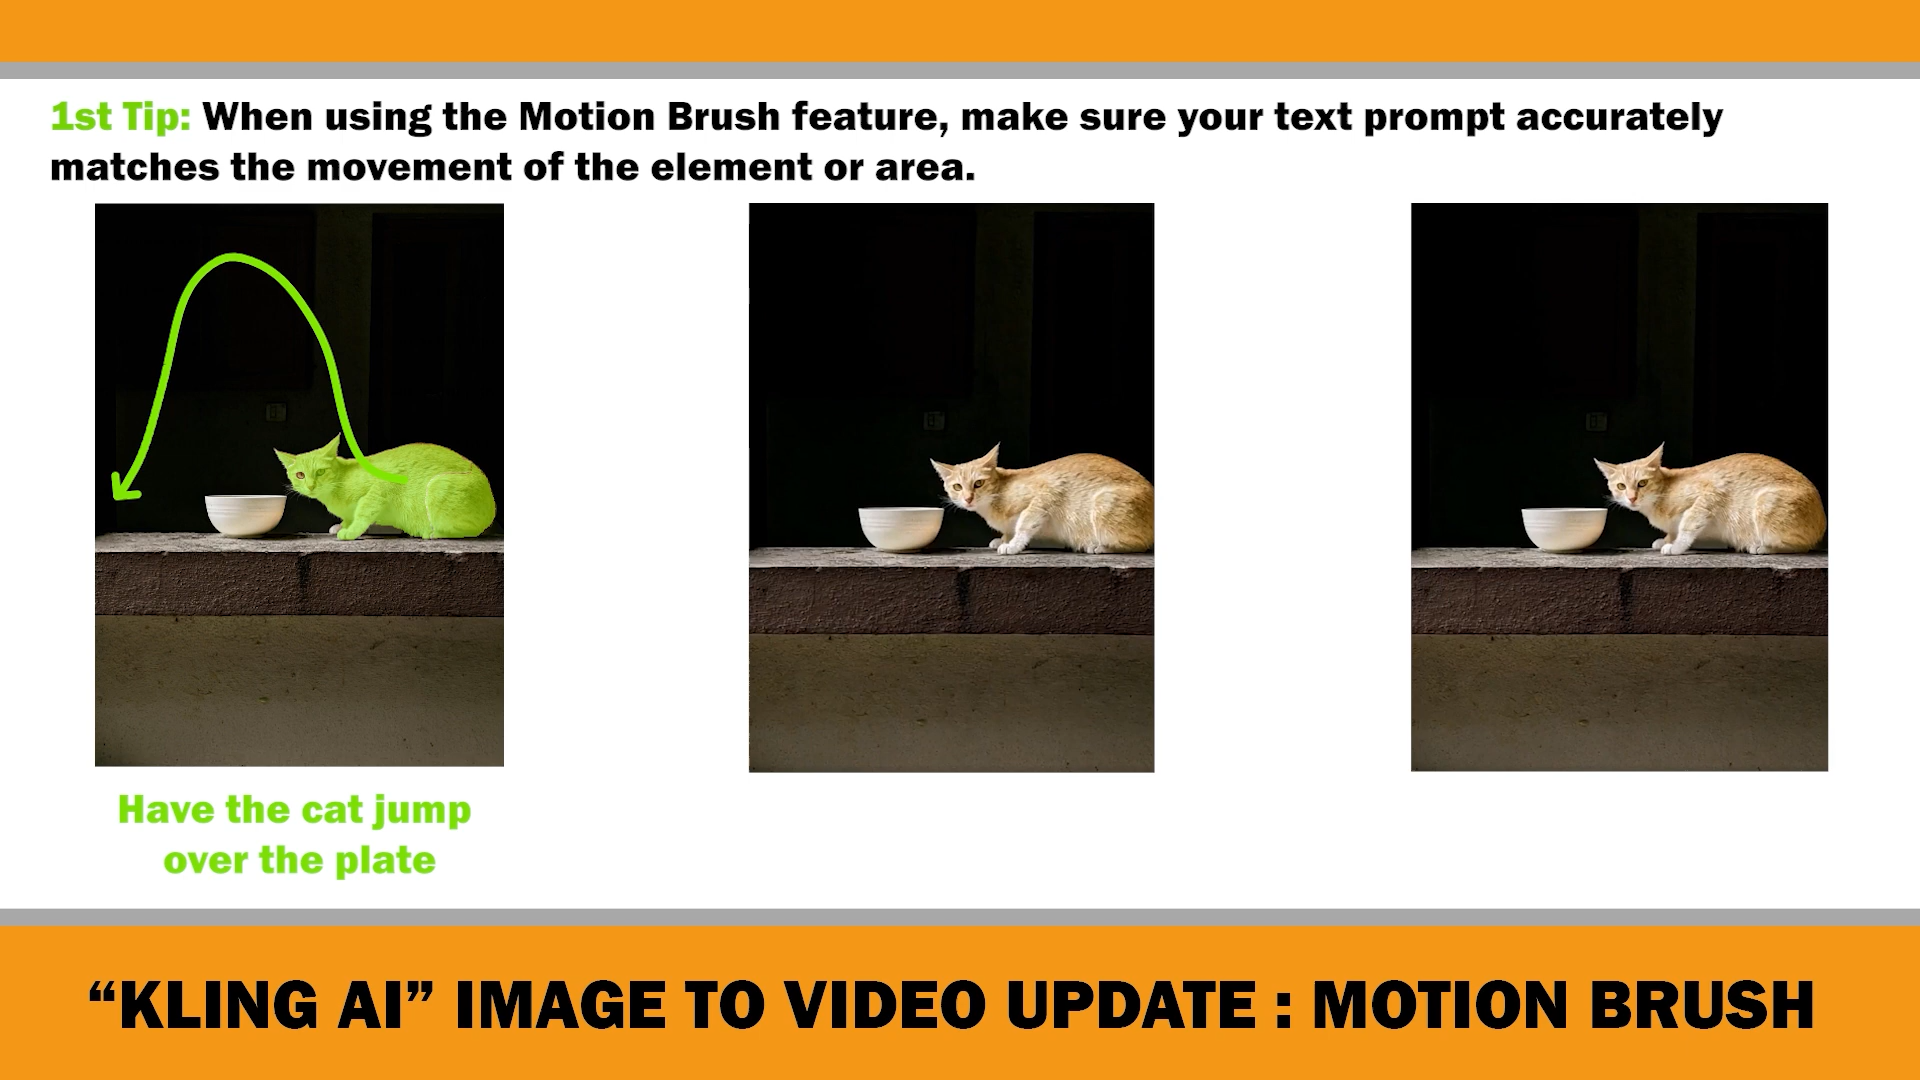 1st Tip: When using the Motion Brush feature, make sure your text prompt accurately
matches the movement of the element or area.
Have the cat jump
over the plate
“KLING AI” IMAGE TO VIDEO UPDATE : MOTION BRUSH